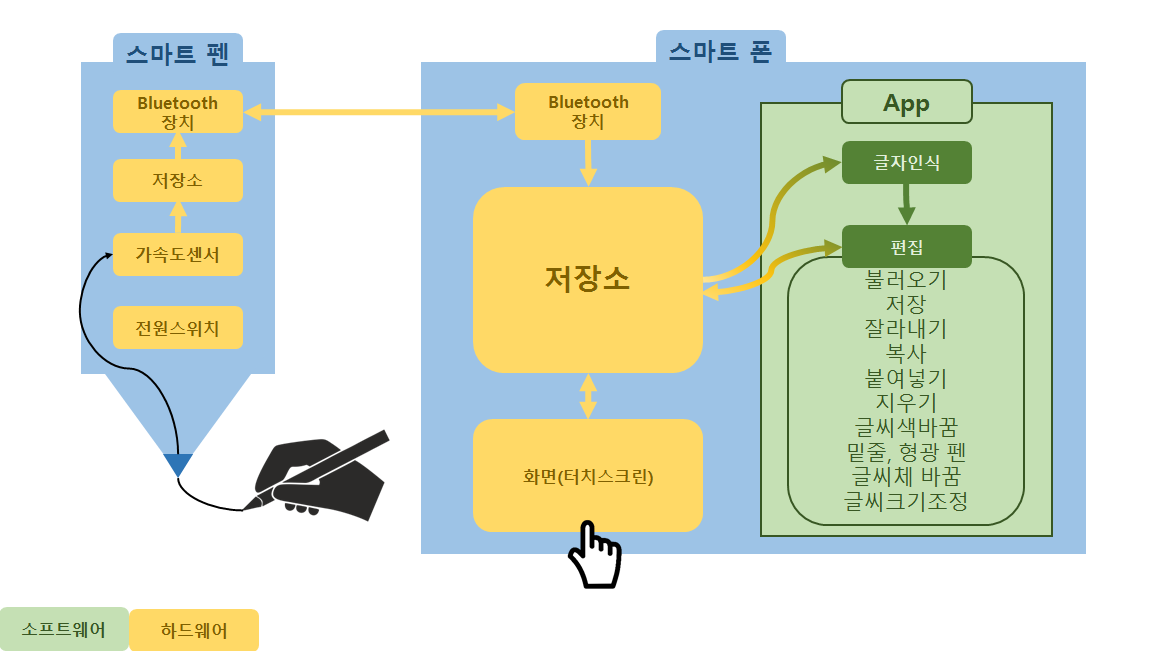 스마트 펜
Bluetooth
장치
저장소
가속도센서
전원스위치
스마트 폰
Bluetooth
장치
저장소
화면(터치스크린)
App
글자인식
편집
불러오기
저장
잘라내기
복사
붙여넣기
지우기
글씨색바꿈
밑줄, 형광 펜
글씨체 바꿈
글씨크기조정
소프트웨어
하드웨어